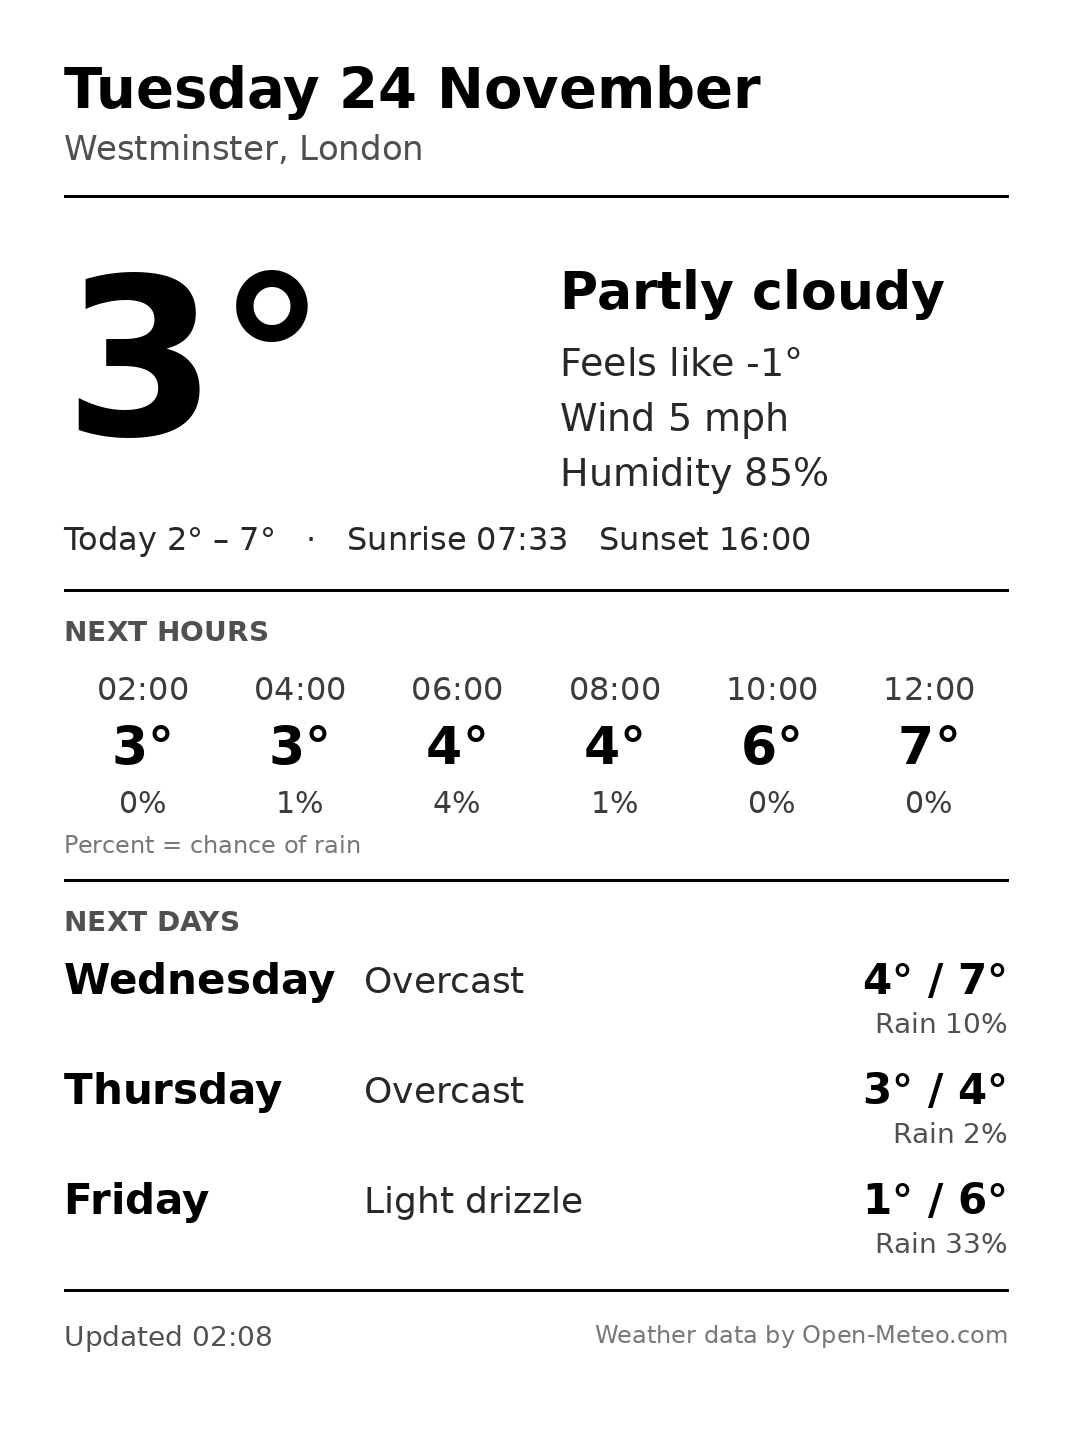 Tuesday 24 November
Westminster, London
3°
Partly cloudy
Feels like -1°
Wind 5 mph
Humidity 85%
Today 2° – 7° · Sunrise 07:33 Sunset 16:00
NEXT HOURS
02:00 04:00 06:00 08:00 10:00 12:00
3° 3° 4° 4° 6° 7°
0% 1% 4% 1% 0% 0%
Percent = chance of rain
NEXT DAYS
Wednesday Overcast 4° / 7°
Rain 10%
Thursday Overcast 3° / 4°
Rain 2%
Friday Light drizzle 1° / 6°
Rain 33%
Updated 02:08 Weather data by Open-Meteo.com